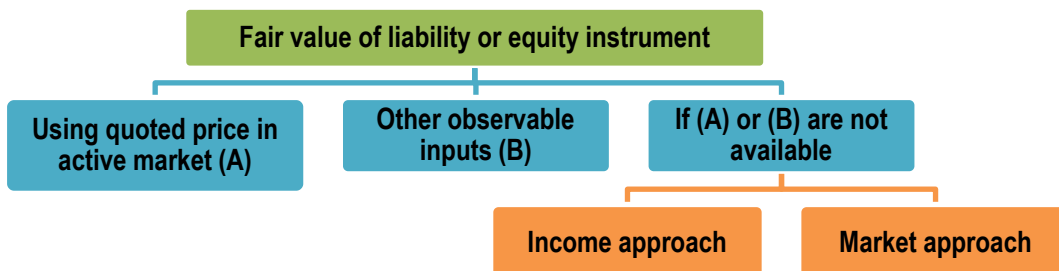 Fair value of liability or equity instrument
Using quoted price in
active market (A)
Other observable
inputs (B)
If (A) or (B) are not
available
Income approach
Market approach